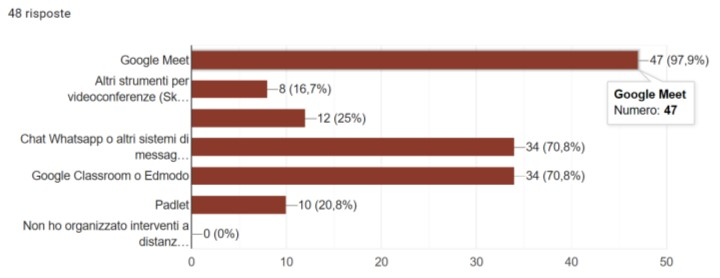 48 risposte
Google Meet
47 (97,9%)
Altri strumenti per
videoconferenze (Sk…
8 (16,7%)
Google Meet
Numero: 47
12 (25%)
Chat Whatsapp o altri sistemi di
messag…
34 (70,8%)
Google Classroom o Edmodo
34 (70,8%)
Padlet
10 (20,8%)
Non ho organizzato interventi a
distanz…
0 (0%)
0 10 20 30 40 50